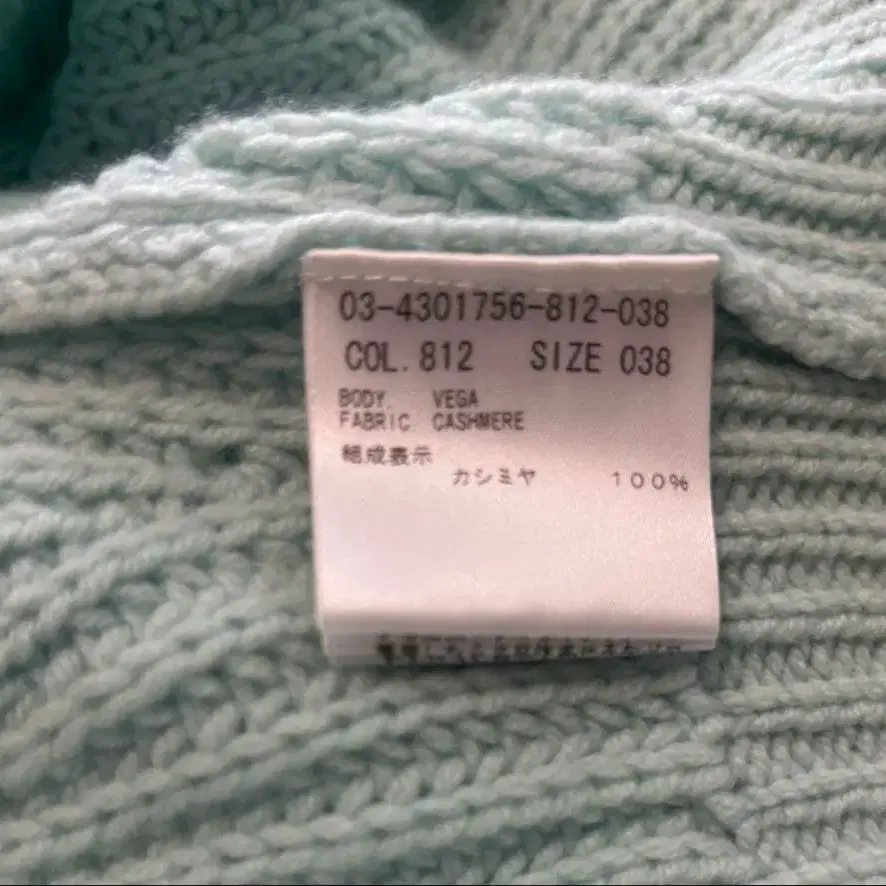 03-4301756-812-038
COL. 812 SIZE 038
BODY. VEGA
FABRIC CASHMERE
組成表示
カシミヤ 100%